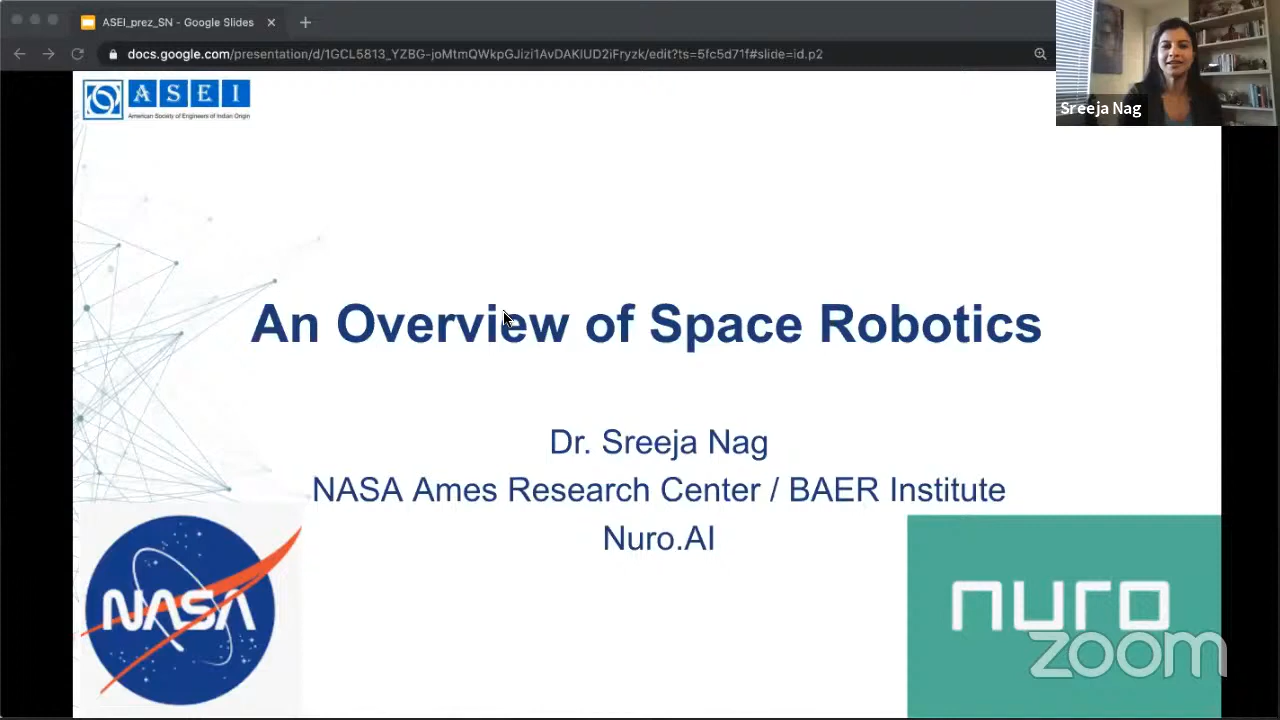 ASEI_prez_SN - Google Slides
docs.google.com/presentation/d/1GCL5813_YZBG-joMtmOWkpGJizi1AvDAKlUD2iFryzk/edit?ts=5fc5d71f#slide=id.p2
Sreeja Nag
ASEI
American Society of Engineers of Indian Origin
An Overview of Space Robotics
Dr. Sreeja Nag
NASA Ames Research Center / BAER Institute
Nuro.AI
NASA
nuro
zoom